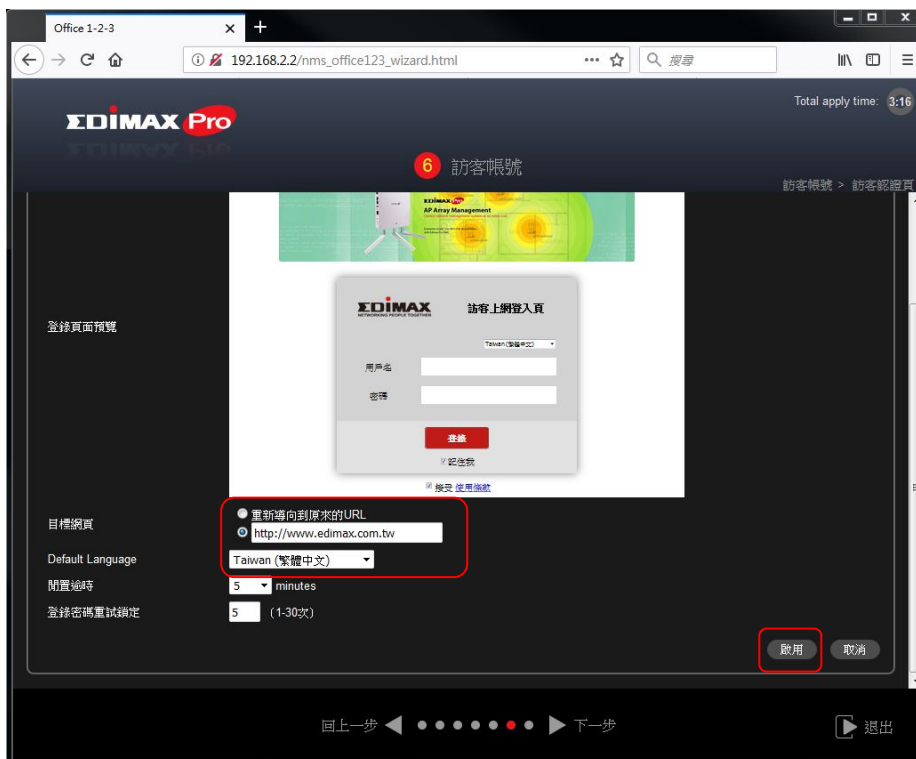 Office 1-2-3
192.168.2.2/nms_office123_wizard.html
搜尋
Total apply time: 3:16
EDIMAX Pro
6 訪客帳號
訪客帳號 > 訪客認證頁
EDIMAX Pro
AP Array Management
登錄頁面預覽
EDIMAX
NETWORKING PEOPLE TOGETHER
訪客上網登入頁
Taiwan (繁體中文)
用戶名
密碼
登錄
記住我
接受 使用條款
目標網頁
重新導向到原來的URL
http://www.edimax.com.tw
Default Language
Taiwan (繁體中文)
閒置逾時
5 minutes
登錄密碼重試鎖定
5 (1-30次)
啟用
取消
回上一步
下一步
退出